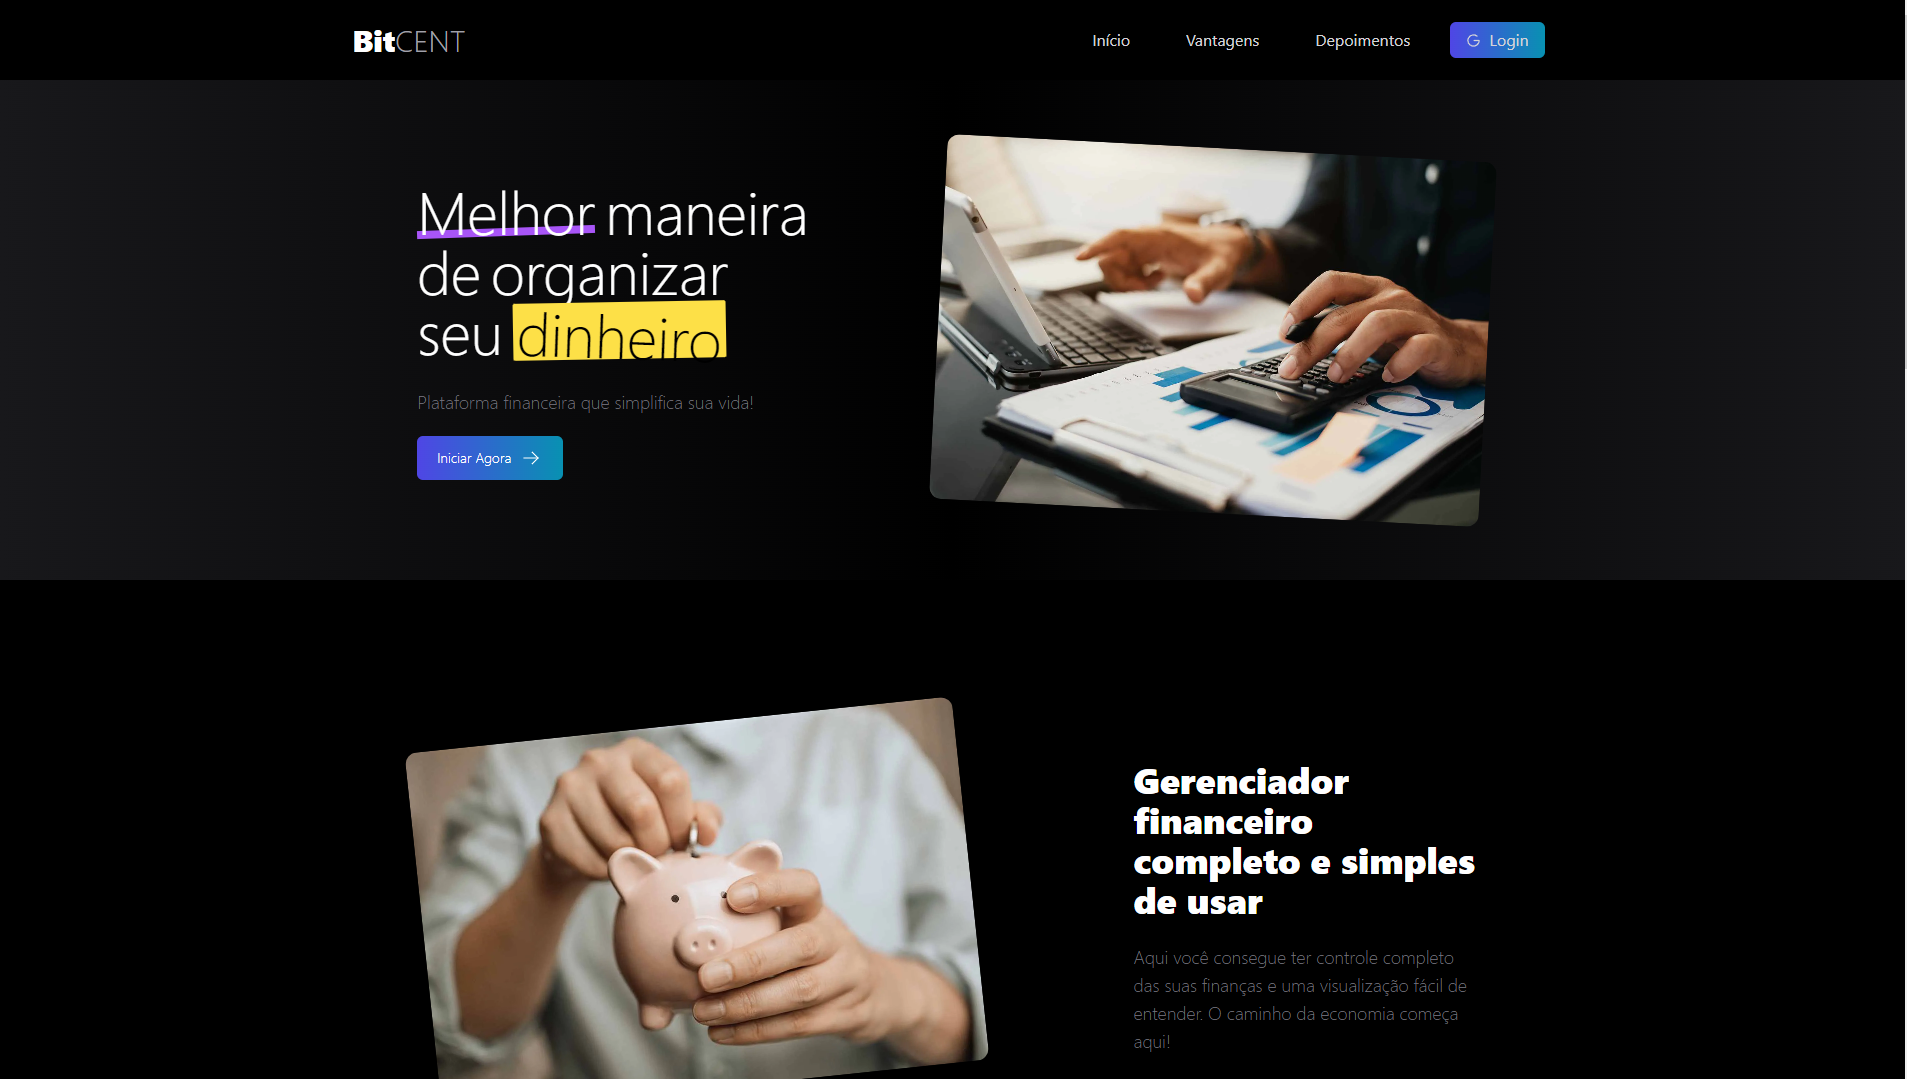 BitCENT
Início
Vantagens
Depoimentos
G Login
Melhor maneira
de organizar
seu dinheiro
Plataforma financeira que simplifica sua vida!
Iniciar Agora
Gerenciador
financeiro
completo e simples
de usar
Aqui você consegue ter controle completo
das suas finanças e uma visualização fácil de
entender. O caminho da economia começa
aqui!